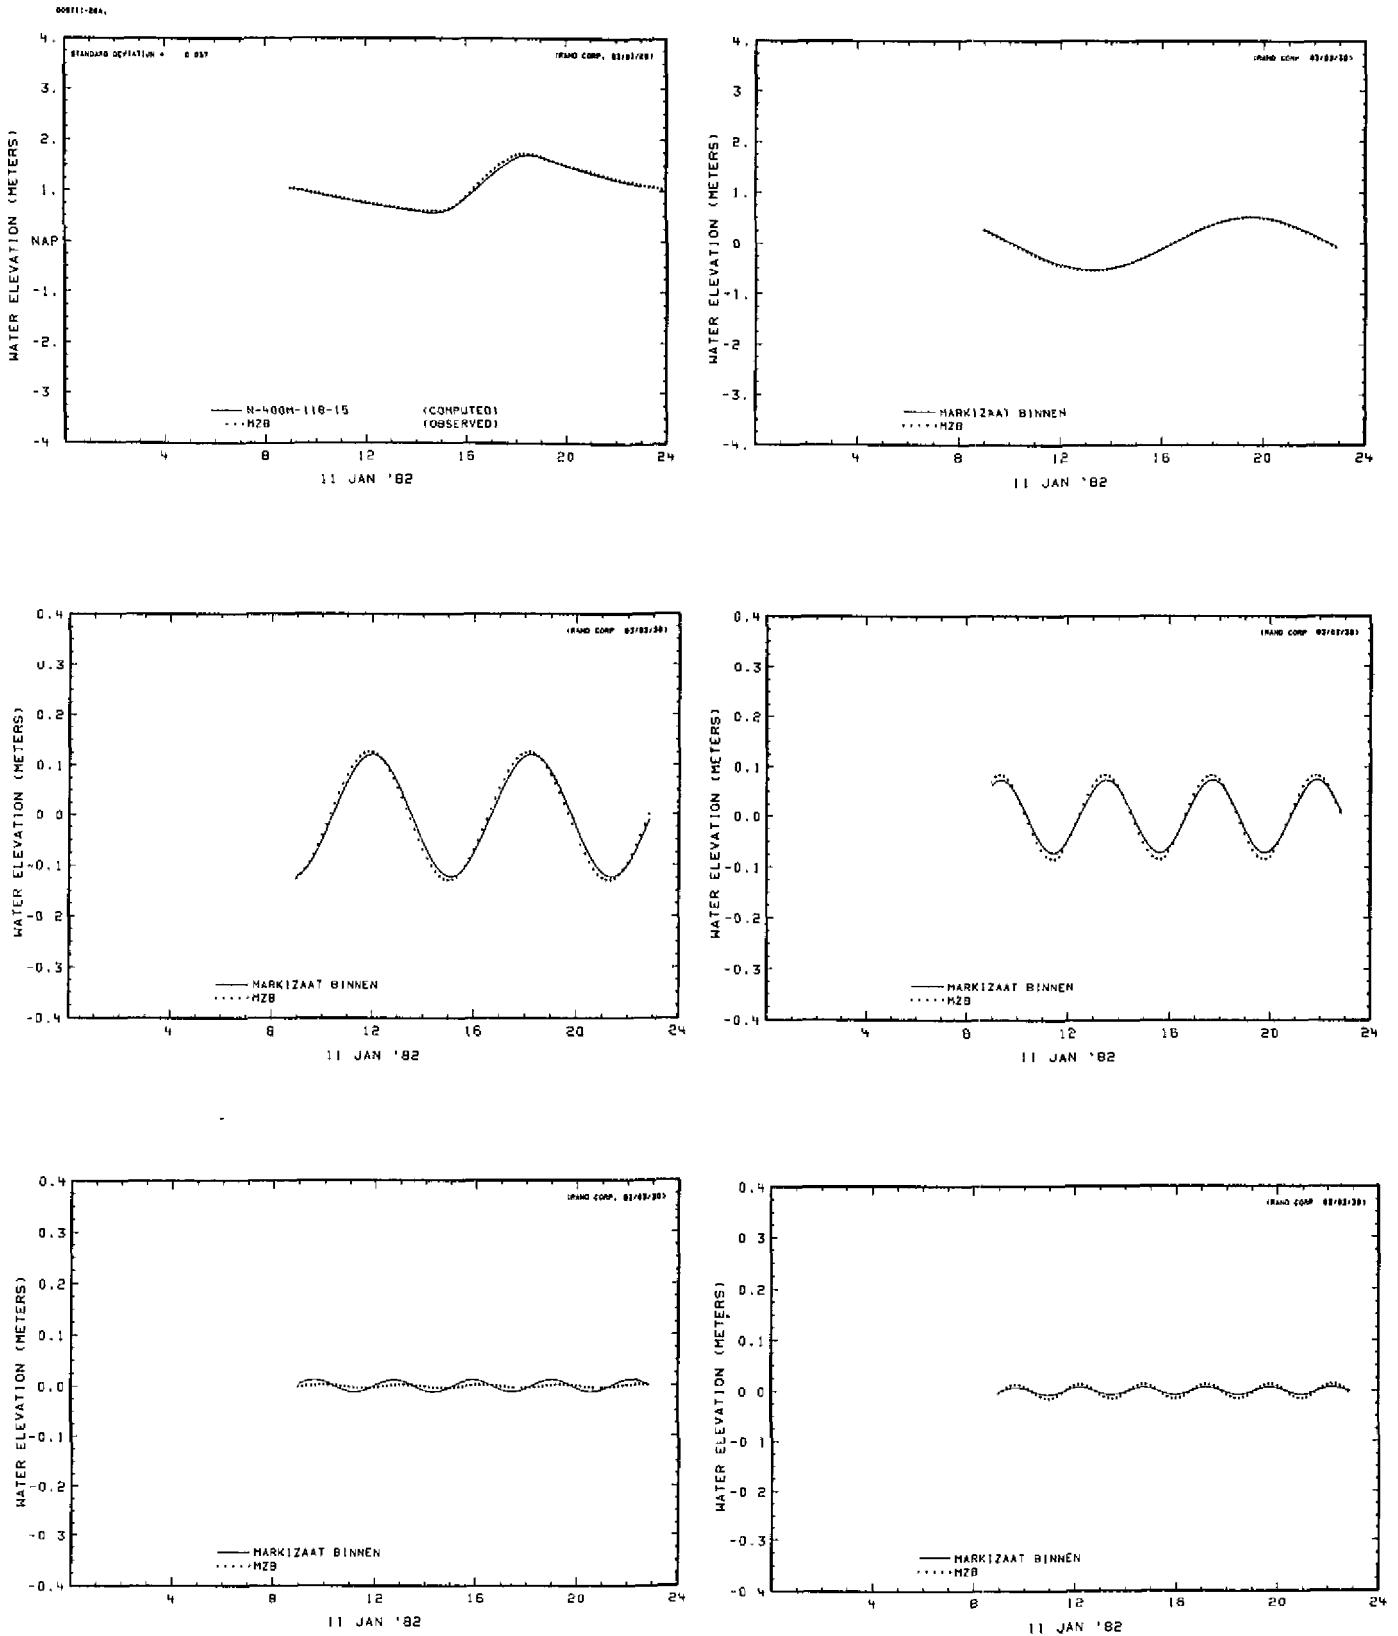 4.
STANDARD DEVIATION = 0.057
3.
2.
1.
NAP
-1.
-2
-3
-4
WATER ELEVATION (METERS)
N-400M-118-15 (COMPUTED)
MZB (OBSERVED)
4 8 12 16 20 24
11 JAN '82
4.
(RAND CORP 83/03/30)
3
2.
1.
0
-1.
-2
-3.
-4.
WATER ELEVATION (METERS)
MARKIZAAT BINNEN
MZB
4 8 12 16 20 24
11 JAN '82
0.4
(RAND CORP 83/03/30)
0.3
0.2
0.1
0 0
-0.1
-0 2
-0.3
-0.4
WATER ELEVATION (METERS)
MARKIZAAT BINNEN
MZB
4 8 12 16 20 24
11 JAN '82
0.4
(RAND CORP 83/03/30)
0.3
0.2
0.1
0.0
-0.1
-0.2
-0.3
-0.4
WATER ELEVATION (METERS)
MARKIZAAT BINNEN
MZB
4 8 12 16 20 24
11 JAN '82
0.4
(RAND CORP. 83/03/30)
0.3
0.2
0.1
0.0
-0.1
-0.2
-0 3
-0.4
WATER ELEVATION (METERS)
MARKIZAAT BINNEN
MZB
4 8 12 16 20 24
11 JAN '82
0.4
(RAND CORP 83/03/30)
0 3
0.2
0.1
0 0
-0 1
-0 2
-0.3
-0 4
WATER ELEVATION (METERS)
MARKIZAAT BINNEN
MZB
4 8 12 16 20 24
11 JAN '82